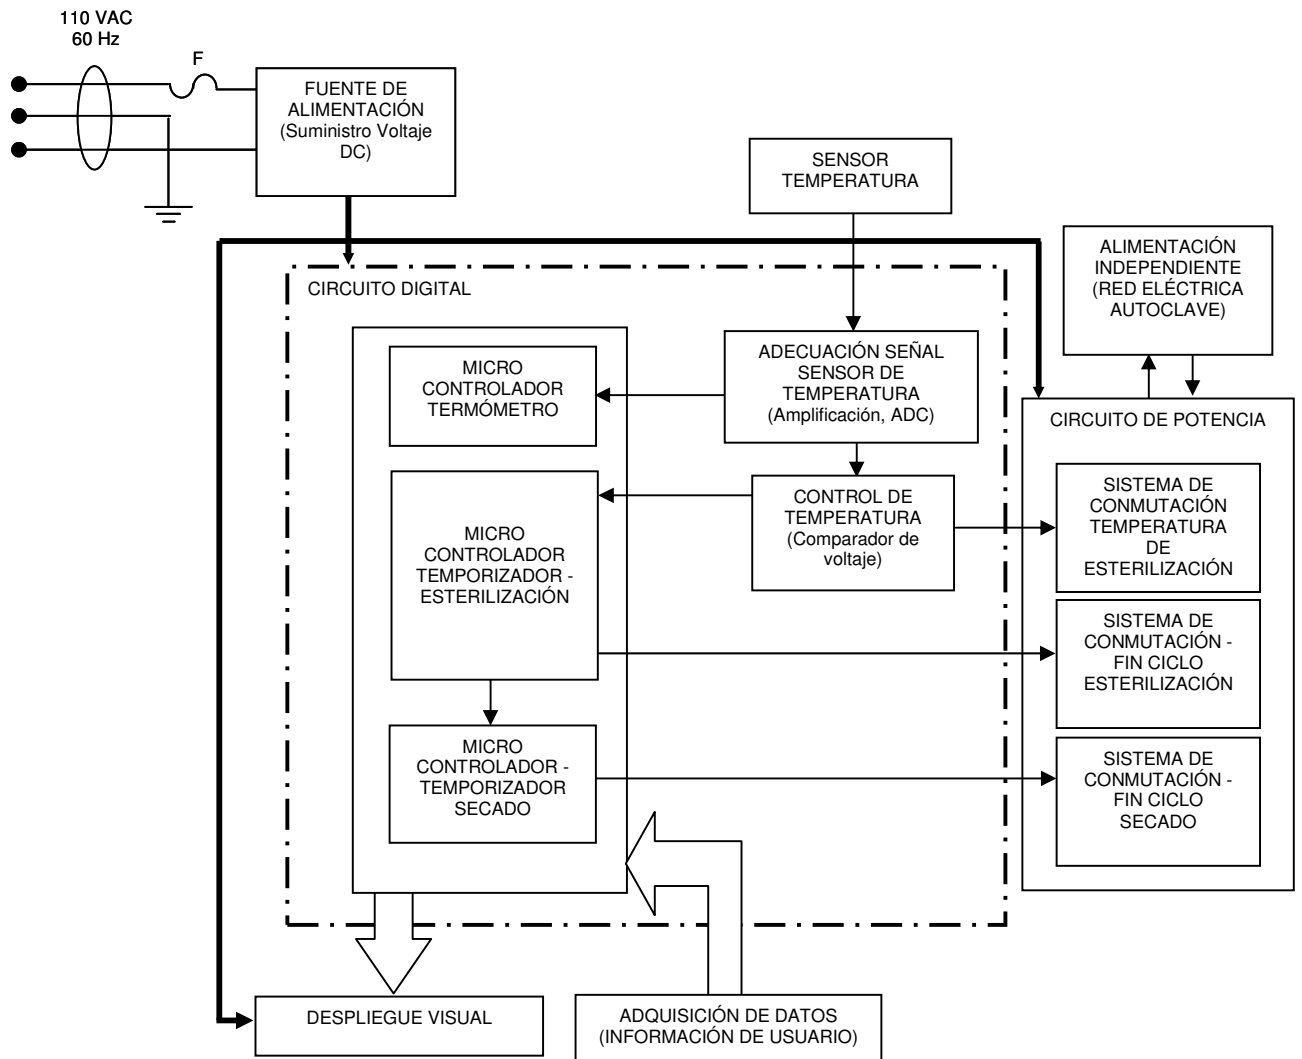 110 VAC
60 Hz
F
FUENTE DE
ALIMENTACIÓN
(Suministro Voltaje
DC)
SENSOR
TEMPERATURA
ALIMENTACIÓN
INDEPENDIENTE
(RED ELÉCTRICA
AUTOCLAVE)
CIRCUITO DIGITAL
MICRO
CONTROLADOR
TERMÓMETRO
ADECUACIÓN SEÑAL
SENSOR DE
TEMPERATURA
(Amplificación, ADC)
CIRCUITO DE POTENCIA
MICRO
CONTROLADOR
TEMPORIZADOR -
ESTERILIZACIÓN
CONTROL DE
TEMPERATURA
(Comparador de
voltaje)
SISTEMA DE
CONMUTACIÓN
TEMPERATURA
DE
ESTERILIZACIÓN
SISTEMA DE
CONMUTACIÓN -
FIN CICLO
ESTERILIZACIÓN
MICRO
CONTROLADOR -
TEMPORIZADOR
SECADO
SISTEMA DE
CONMUTACIÓN -
FIN CICLO
SECADO
DESPLIEGUE VISUAL
ADQUISICIÓN DE DATOS
(INFORMACIÓN DE USUARIO)